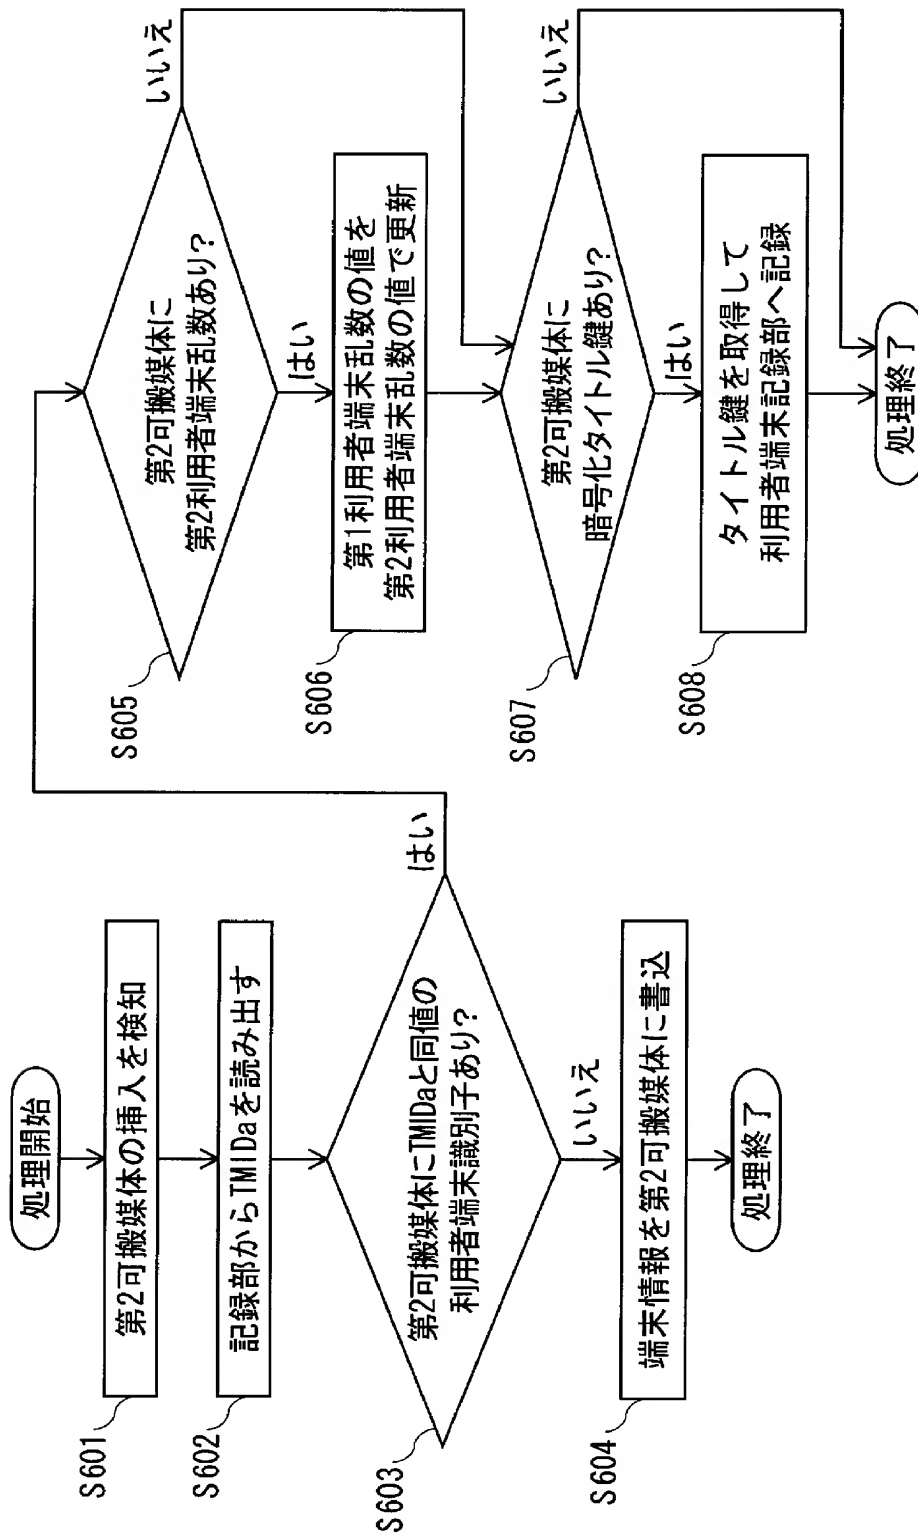 処理開始
S601
第2可搬媒体の挿入を検知
S602
記録部からTMIDaを読み出す
S603
第2可搬媒体にTMIDaと同値の
利用者端末識別子あり?
はい
いいえ
S604
端末情報を第2可搬媒体に書込
処理終了
S605
第2可搬媒体に
第2利用者端末乱数あり?
いいえ
はい
S606
第1利用者端末乱数の値を
第2利用者端末乱数の値で更新
S607
第2可搬媒体に
暗号化タイトル鍵あり?
いいえ
はい
S608
タイトル鍵を取得して
利用者端末記録部へ記録
処理終了